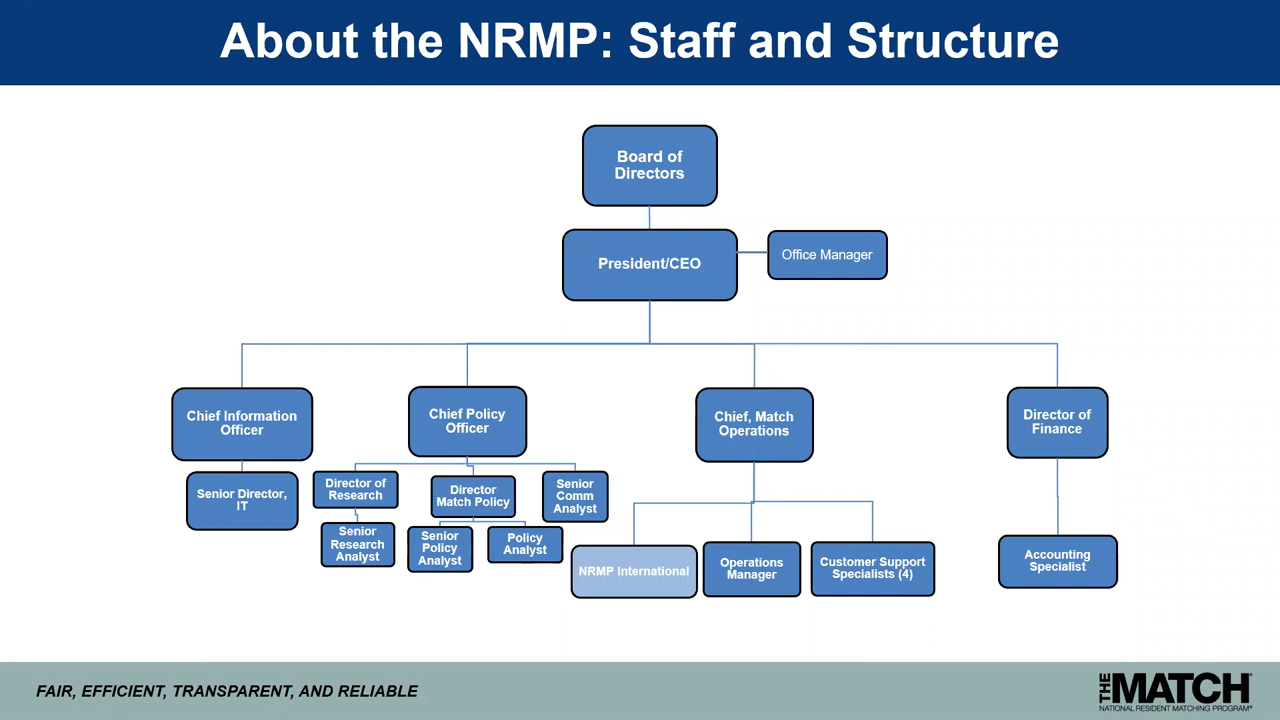 About the NRMP: Staff and Structure
Board of
Directors
President/CEO
Office Manager
Chief Information
Officer
Chief Policy
Officer
Chief, Match
Operations
Director of
Finance
Senior Director,
IT
Director of
Research
Director
Match Policy
Senior
Comm
Analyst
Senior
Research
Analyst
Senior
Policy
Analyst
Policy
Analyst
NRMP International
Operations
Manager
Customer Support
Specialists (4)
Accounting
Specialist
FAIR, EFFICIENT, TRANSPARENT, AND RELIABLE
THE MATCH
NATIONAL RESIDENT MATCHING PROGRAM®